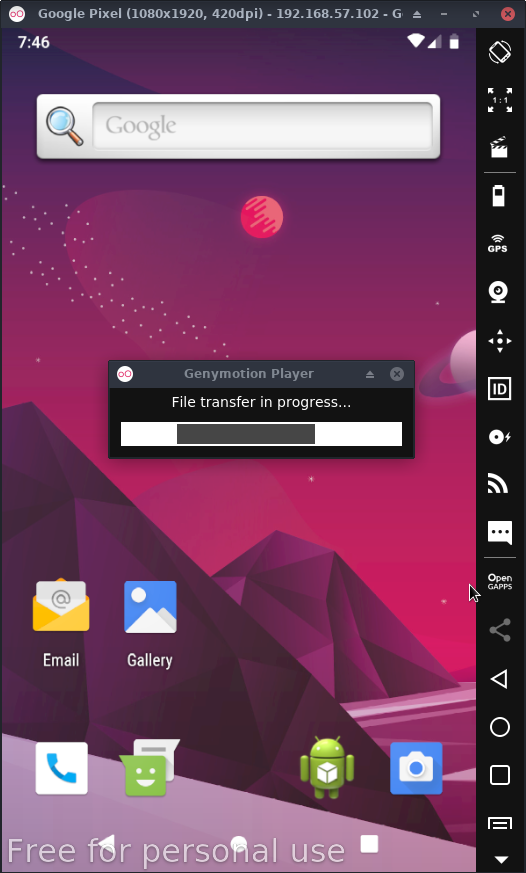 Google Pixel (1080x1920, 420dpi) - 192.168.57.102 - G
7:46
Google
1:1
GPS
Genymotion Player
File transfer in progress...
ID
Open
GAPPS
@
Email
Gallery
Free for personal use